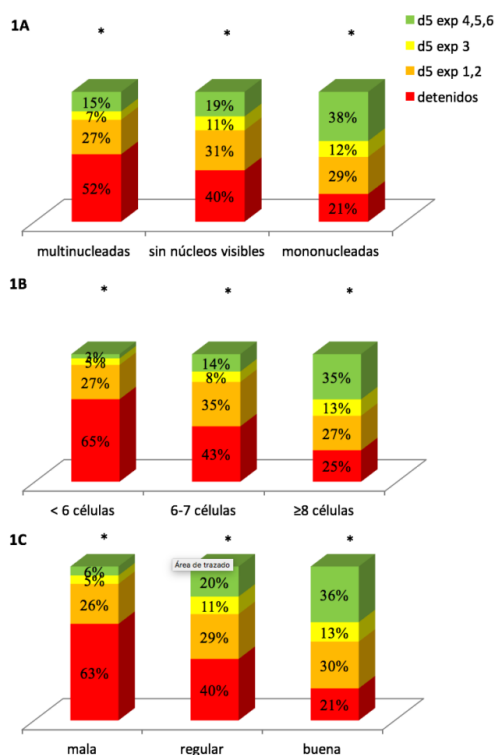 1A
* * *
d5 exp 4,5,6
d5 exp 3
d5 exp 1,2
detenidos
15% 19% 38%
7% 11% 12%
27% 31% 29%
52% 40% 21%
multinucleadas sin núcleos visibles mononucleadas
1B
* * *
3% 14% 35%
5% 8% 13%
27% 35% 27%
65% 43% 25%
< 6 células 6-7 células ≥8 células
1C
* * *
Área de trazado
6% 20% 36%
5% 11% 13%
26% 29% 30%
63% 40% 21%
mala regular buena